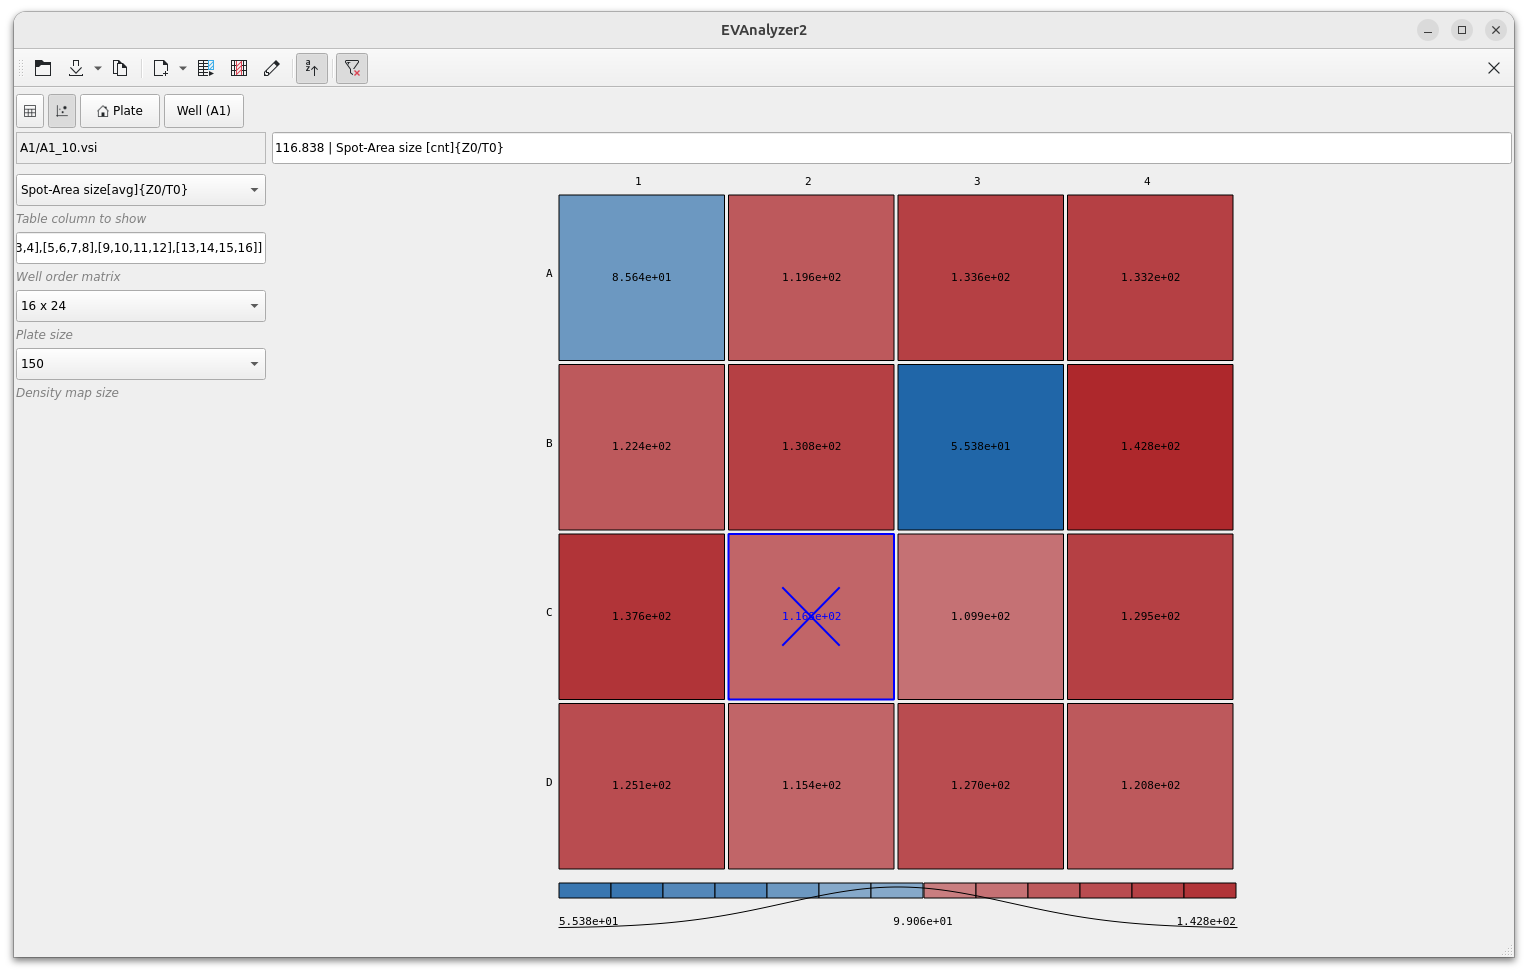 EVAnalyzer2
Plate
Well (A1)
A1/A1_10.vsi
116.838 | Spot-Area size [cnt]{Z0/T0}
Spot-Area size[avg]{Z0/T0}
Table column to show
3,4],[5,6,7,8],[9,10,11,12],[13,14,15,16]]
Well order matrix
16 x 24
Plate size
150
Density map size
1 2 3 4
A 8.564e+01 1.196e+02 1.336e+02 1.332e+02
B 1.224e+02 1.308e+02 5.538e+01 1.428e+02
C 1.376e+02 1.168e+02 1.099e+02 1.295e+02
D 1.251e+02 1.154e+02 1.270e+02 1.208e+02
5.538e+01 9.906e+01 1.428e+02